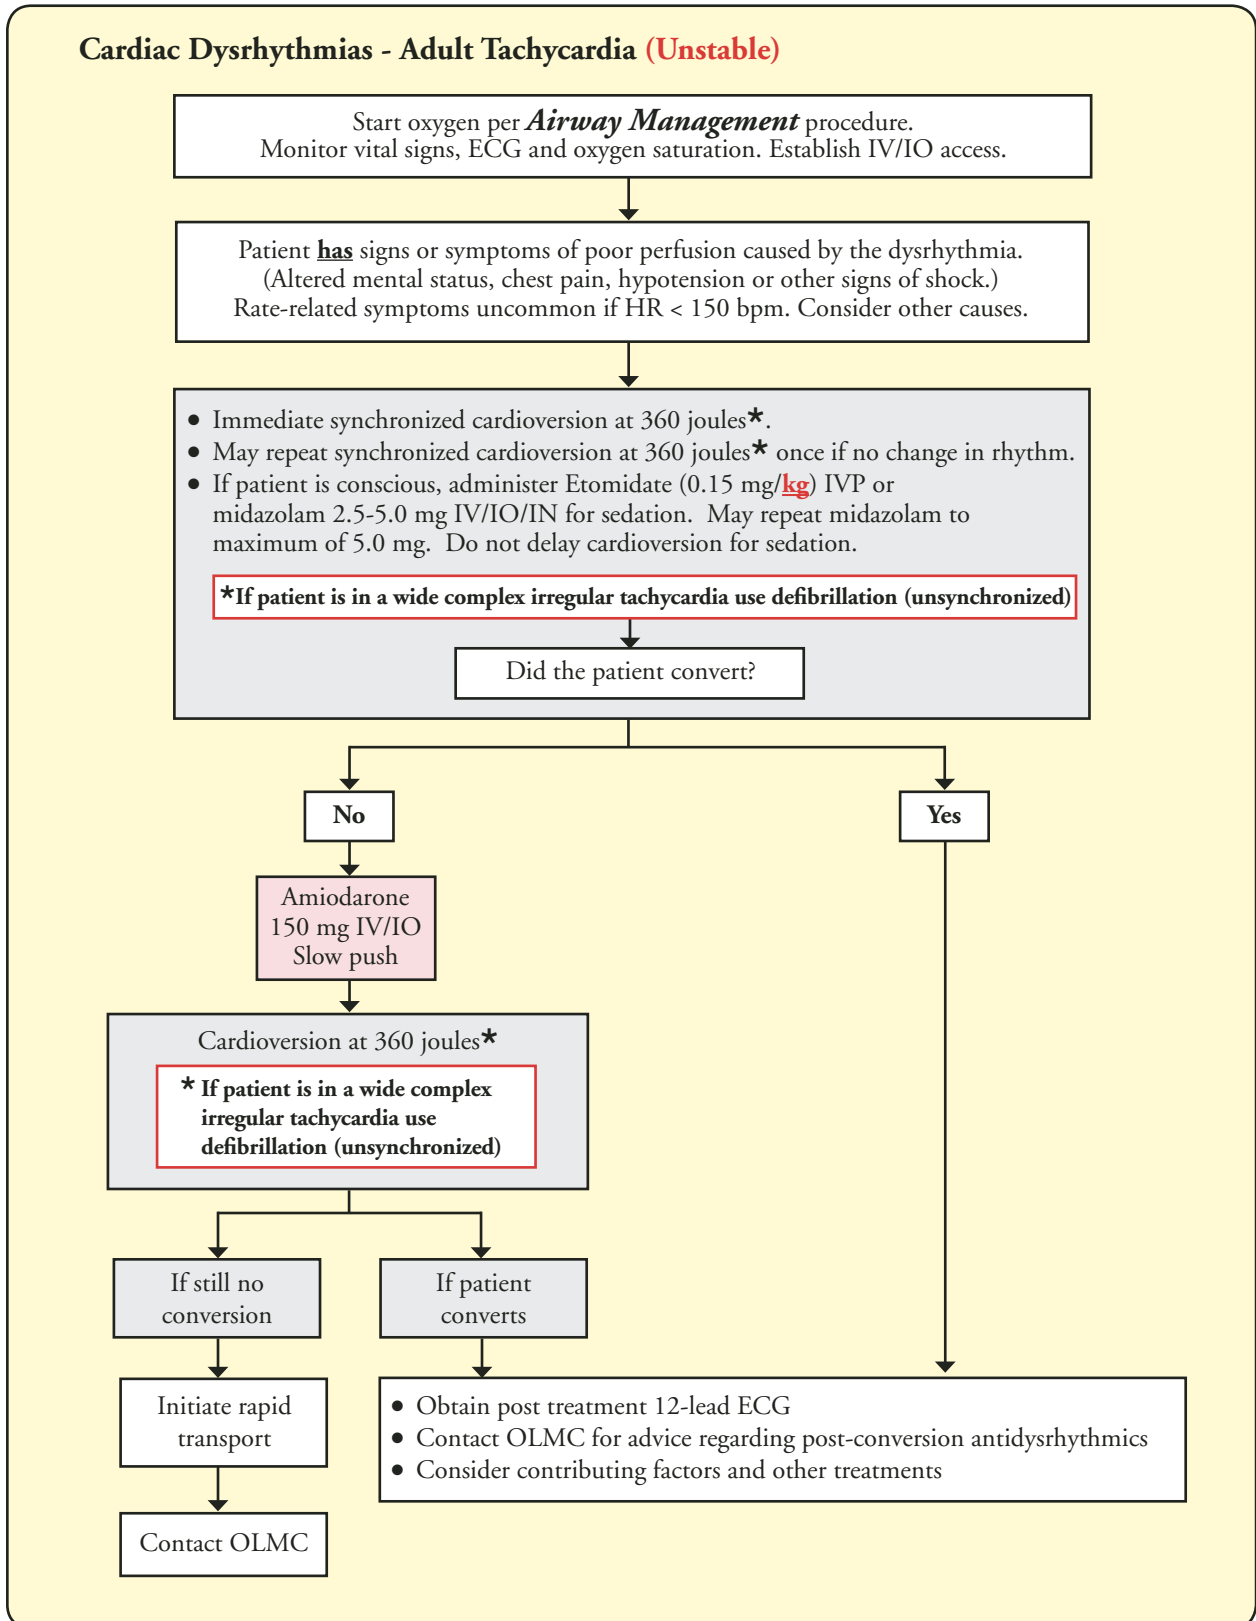 Cardiac Dysrhythmias - Adult Tachycardia (Unstable)
Start oxygen per Airway Management procedure.
Monitor vital signs, ECG and oxygen saturation. Establish IV/IO access.
Patient has signs or symptoms of poor perfusion caused by the dysrhythmia.
(Altered mental status, chest pain, hypotension or other signs of shock.)
Rate-related symptoms uncommon if HR < 150 bpm. Consider other causes.
• Immediate synchronized cardioversion at 360 joules*.
• May repeat synchronized cardioversion at 360 joules* once if no change in rhythm.
• If patient is conscious, administer Etomidate (0.15 mg/kg) IVP or
midazolam 2.5-5.0 mg IV/IO/IN for sedation. May repeat midazolam to
maximum of 5.0 mg. Do not delay cardioversion for sedation.
*If patient is in a wide complex irregular tachycardia use defibrillation (unsynchronized)
Did the patient convert?
No
Yes
Amiodarone
150 mg IV/IO
Slow push
Cardioversion at 360 joules*
* If patient is in a wide complex
irregular tachycardia use
defibrillation (unsynchronized)
If still no
conversion
If patient
converts
Initiate rapid
transport
• Obtain post treatment 12-lead ECG
• Contact OLMC for advice regarding post-conversion antidysrhythmics
• Consider contributing factors and other treatments
Contact OLMC